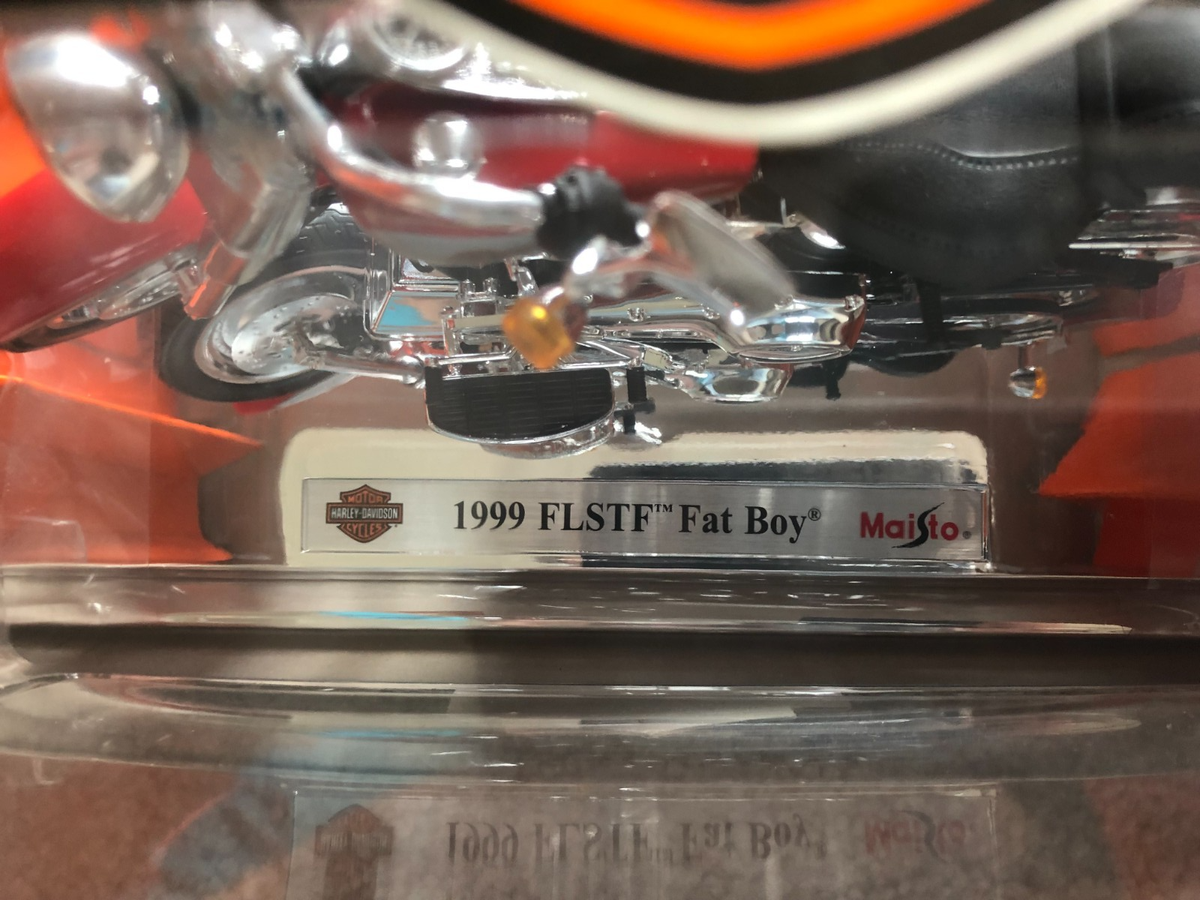 MOTOR
HARLEY-DAVIDSON
CYCLES
1999 FLSTF™ Fat Boy®
Maisto®